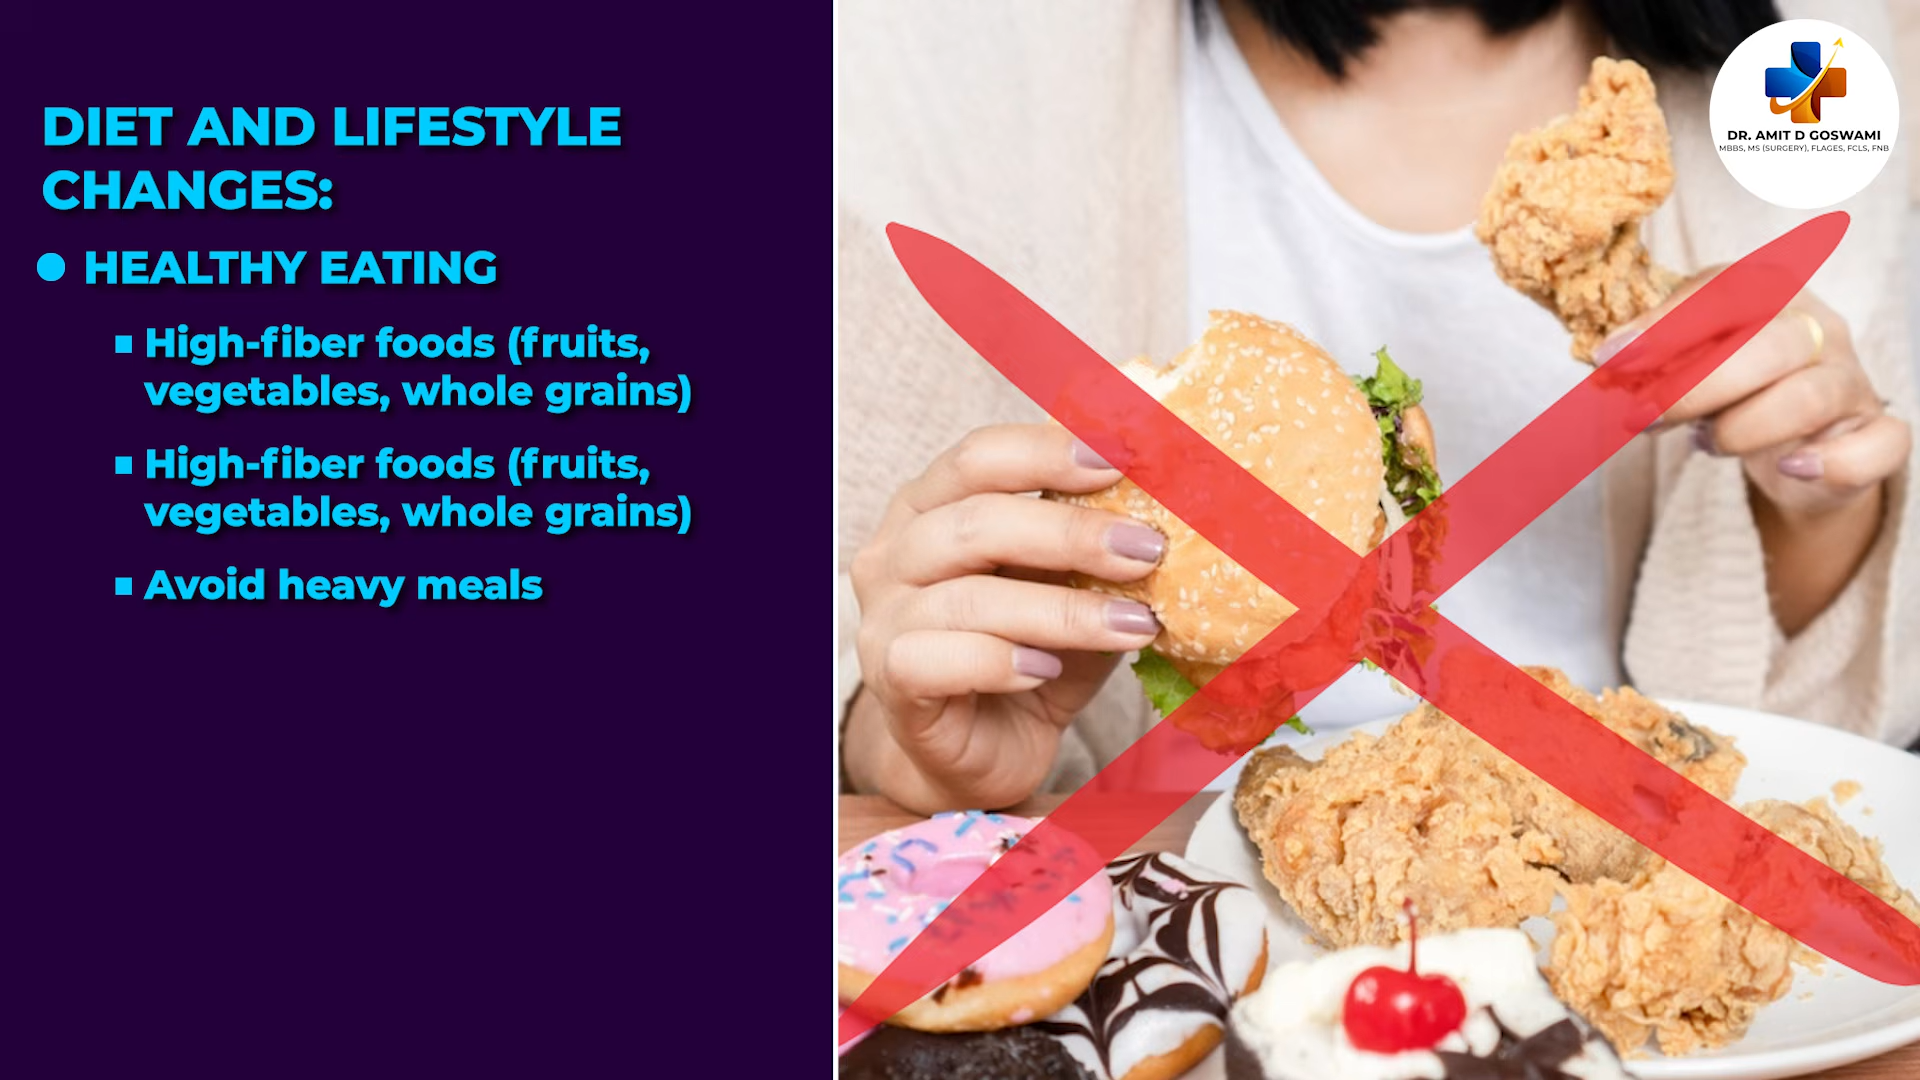 DIET AND LIFESTYLE
CHANGES:
● HEALTHY EATING
▪ High-fiber foods (fruits,
vegetables, whole grains)
▪ High-fiber foods (fruits,
vegetables, whole grains)
▪ Avoid heavy meals
DR. AMIT D GOSWAMI
MBBS, MS (SURGERY), FLAGES, FCLS, FNB